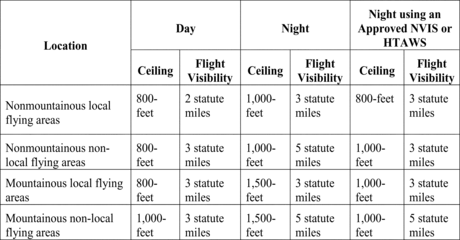 Location
Day
Night
Night using an
Approved NVIS or
HTAWS
Ceiling
Flight
Visibility
Ceiling
Flight
Visibility
Ceiling
Flight
Visibility
Nonmountainous local
flying areas
800-
feet
2 statute
miles
1,000-
feet
3 statute
miles
800-feet
3 statute
miles
Nonmountainous non-
local flying areas
800-
feet
3 statute
miles
1,000-
feet
5 statute
miles
1,000-
feet
3 statute
miles
Mountainous local flying
areas
800-
feet
3 statute
miles
1,500-
feet
3 statute
miles
1,000-
feet
3 statute
miles
Mountainous non-local
flying areas
1,000-
feet
3 statute
miles
1,500-
feet
5 statute
miles
1,000-
feet
5 statute
miles